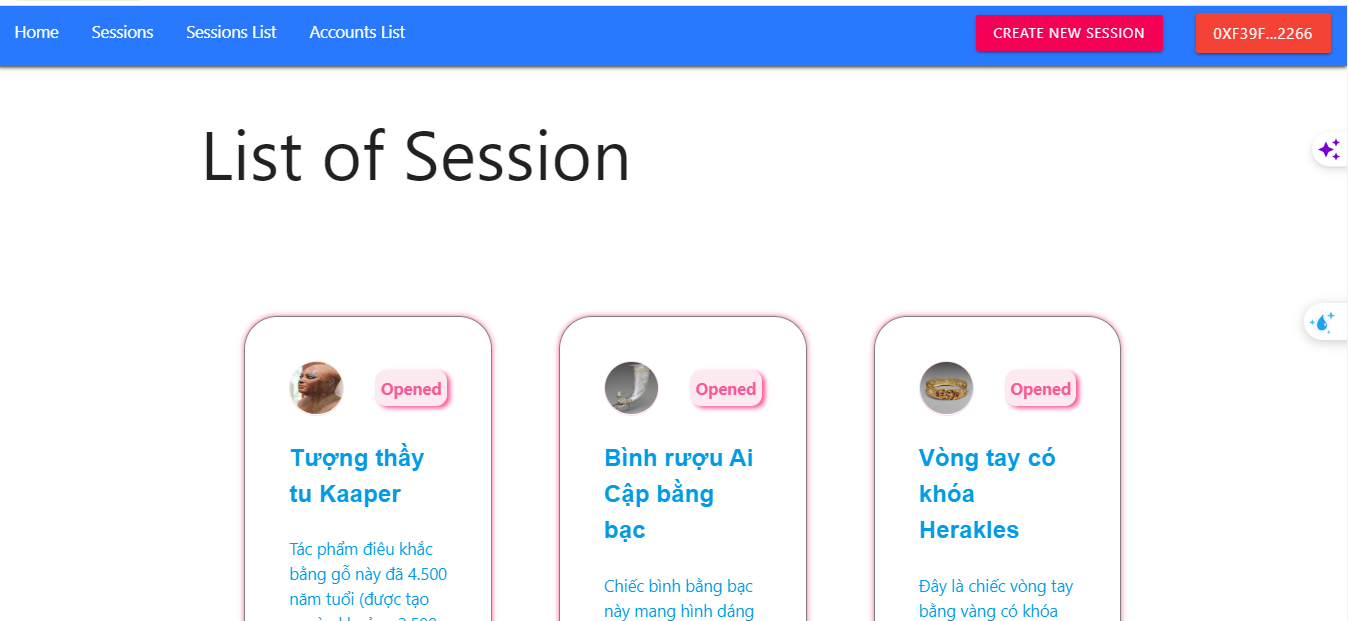 Home Sessions Sessions List Accounts List CREATE NEW SESSION 0XF39F...2266
List of Session
Opened
Tượng thầy
tu Kaaper
Tác phẩm điêu khắc
bằng gỗ này đã 4.500
năm tuổi (được tạo
Opened
Bình rượu Ai
Cập bằng
bạc
Chiếc bình bằng bạc
này mang hình dáng
Opened
Vòng tay có
khóa
Herakles
Đây là chiếc vòng tay
bằng vàng có khóa